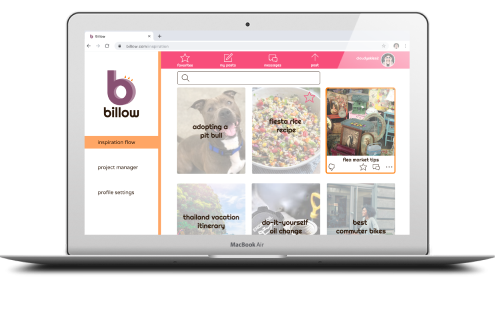 Billow
billow.com/inspiration
favorites
my posts
messages
post
billow
inspiration flow
project manager
profile settings
adopting a
pit bull
fiesta rice
recipe
flea market tips
thailand vacation
itinerary
do-it-yourself
oil change
best
commuter bikes
MacBook Air